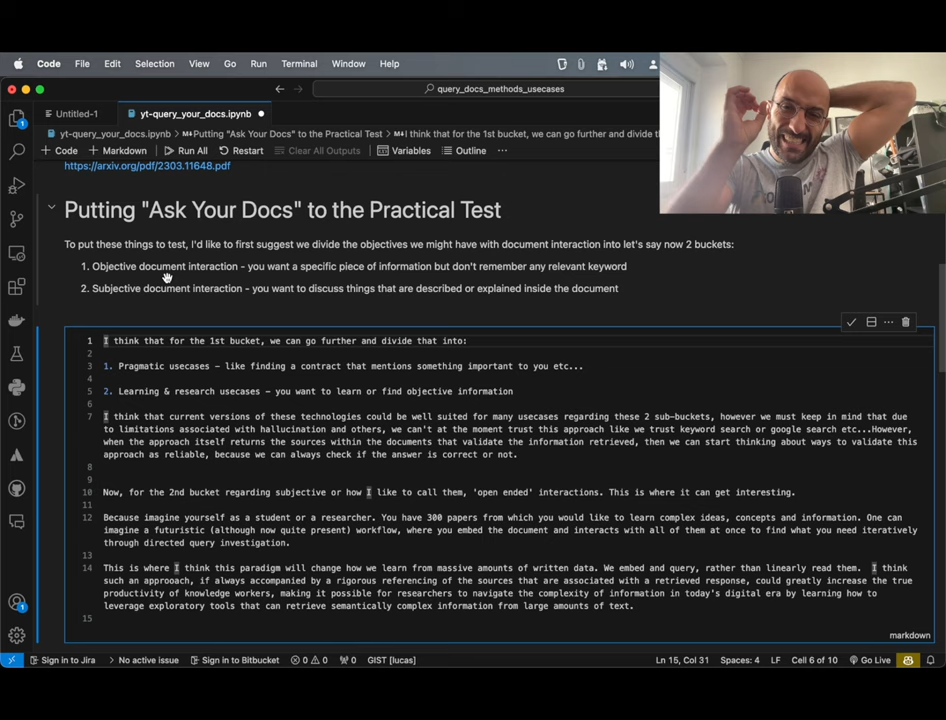 Code File Edit Selection View Go Run Terminal Window Help
query_docs_methods_usecases
Untitled-1 yt-query_your_docs.ipynb
yt-query_your_docs.ipynb > M↓Putting "Ask Your Docs" to the Practical Test > M↓I think that for the 1st bucket, we can go further and divide th
+ Code + Markdown Run All Restart Clear All Outputs Variables Outline ...
https://arxiv.org/pdf/2303.11648.pdf
Putting "Ask Your Docs" to the Practical Test
To put these things to test, I'd like to first suggest we divide the objectives we might have with document interaction into let's say now 2 buckets:
1. Objective document interaction - you want a specific piece of information but don't remember any relevant keyword
2. Subjective document interaction - you want to discuss things that are described or explained inside the document
1 I think that for the 1st bucket, we can go further and divide that into:
2
3 1. Pragmatic usecases - like finding a contract that mentions something important to you etc...
4
5 2. Learning & research usecases - you want to learn or find objective information
6
7 I think that current versions of these technologies could be well suited for many usecases regarding these 2 sub-buckets, however we must keep in mind that due
to limitations associated with hallucination and others, we can't at the moment trust this approach like we trust keyword search or google search etc...However,
when the approach itself returns the sources within the documents that validate the information retrieved, then we can start thinking about ways to validate this
approach as reliable, because we can always check if the answer is correct or not.
8
9
10 Now, for the 2nd bucket regarding subjective or how I like to call them, 'open ended' interactions. This is where it can get interesting.
11
12 Because imagine yourself as a student or a researcher. You have 300 papers from which you would like to learn complex ideas, concepts and information. One can
imagine a futuristic (although now quite present) workflow, where you embed the document and interacts with all of them at once to find what you need iteratively
through directed query investigation.
13
14 This is where I think this paradigm will change how we learn from massive amounts of written data. We embed and query, rather than linearly read them. I think
such an approoach, if always accompanied by a rigorous referencing of the sources that are associated with a retrieved response, could greatly increase the true
productivity of knowledge workers, making it possible for researchers to navigate the complexity of information in today's digital era by learning how to
leverage exploratory tools that can retrieve semantically complex information from large amounts of text.
15
markdown
Sign in to Jira > No active issue Sign in to Bitbucket 0 0 0 GIST [lucas] Ln 15, Col 31 Spaces: 4 LF Cell 6 of 10 Go Live